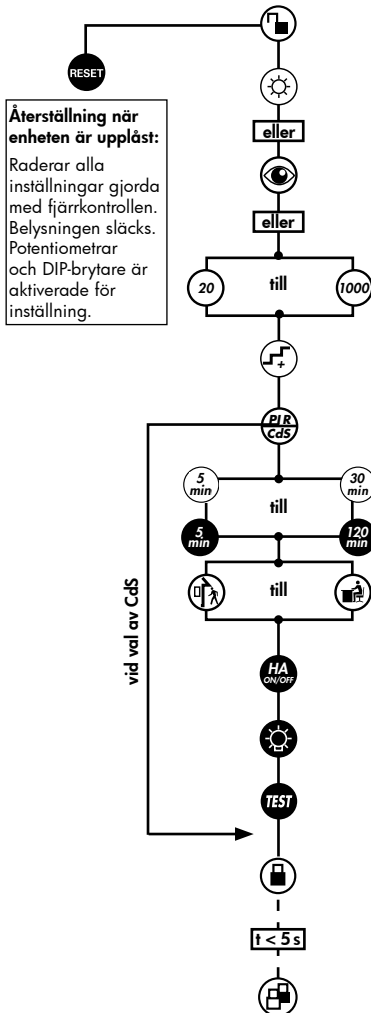 RESET
Återställning när
enheten är upplåst:
Raderar alla
inställningar gjorda
med fjärrkontrollen.
Belysningen släcks.
Potentiometrar
och DIP-brytare är
aktiverade för
inställning.
eller
eller
20 till 1000
+
PIR
CdS
5 min
till
30 min
5 min
120 min
till
vid val av CdS
HA
ON/OFF
TEST
t < 5 s